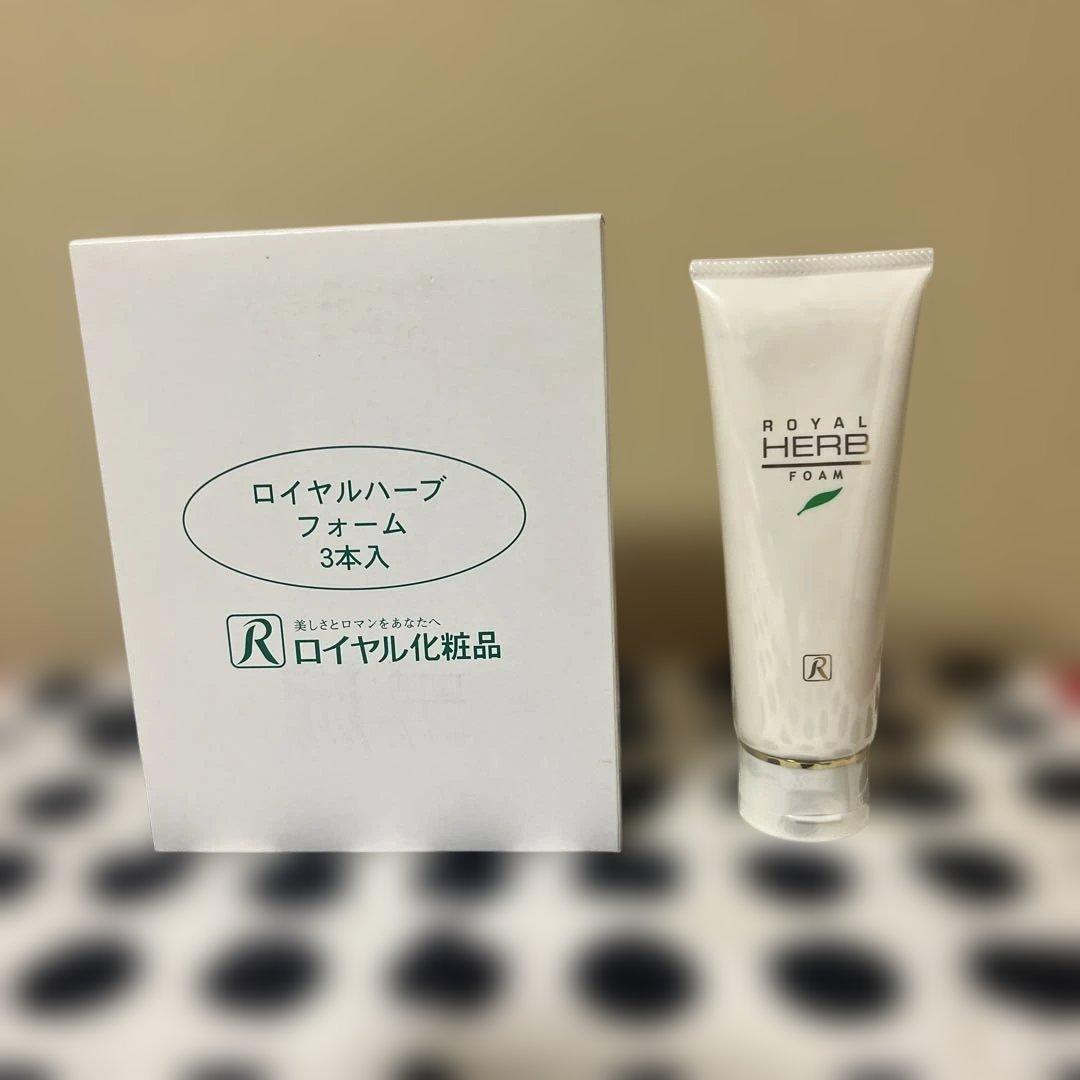 ロイヤルハーブ
フォーム
3本入
R
美しさとロマンをあなたへ
ロイヤル化粧品
ROYAL
HERB
FOAM
R